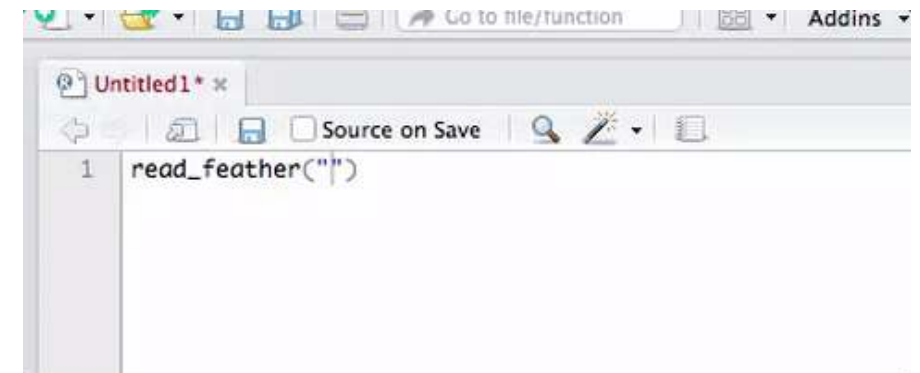 Go to file/function
Addins
Untitled1*
Source on Save
1 read_feather("")